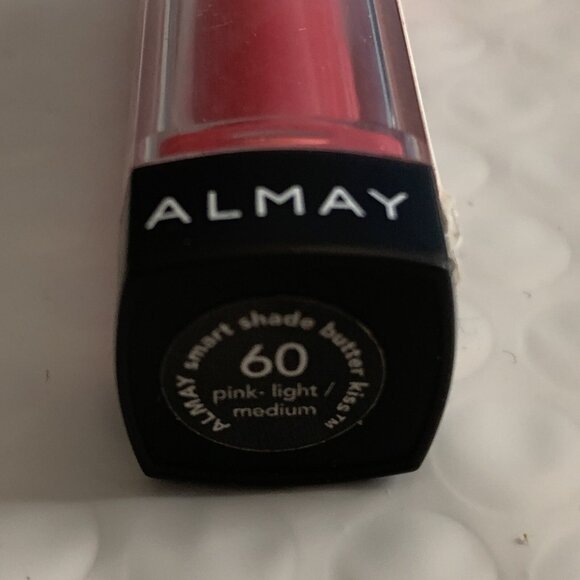 ALMAY
ALMAY smart shade butter kiss™
60
pink- light /
medium